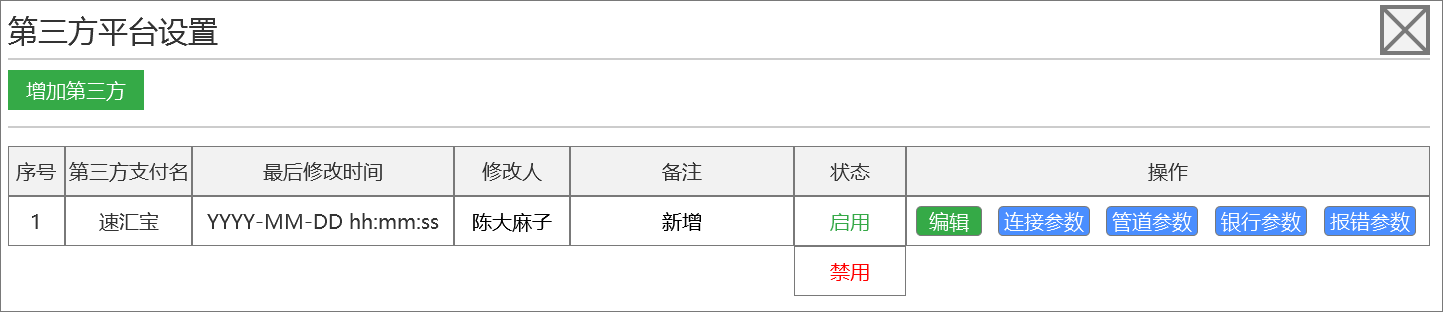 第三方平台设置
增加第三方
序号 第三方支付名 最后修改时间 修改人 备注 状态 操作
1 速汇宝 YYYY-MM-DD hh:mm:ss 陈大麻子 新增 启用 编辑 连接参数 管道参数 银行参数 报错参数
禁用